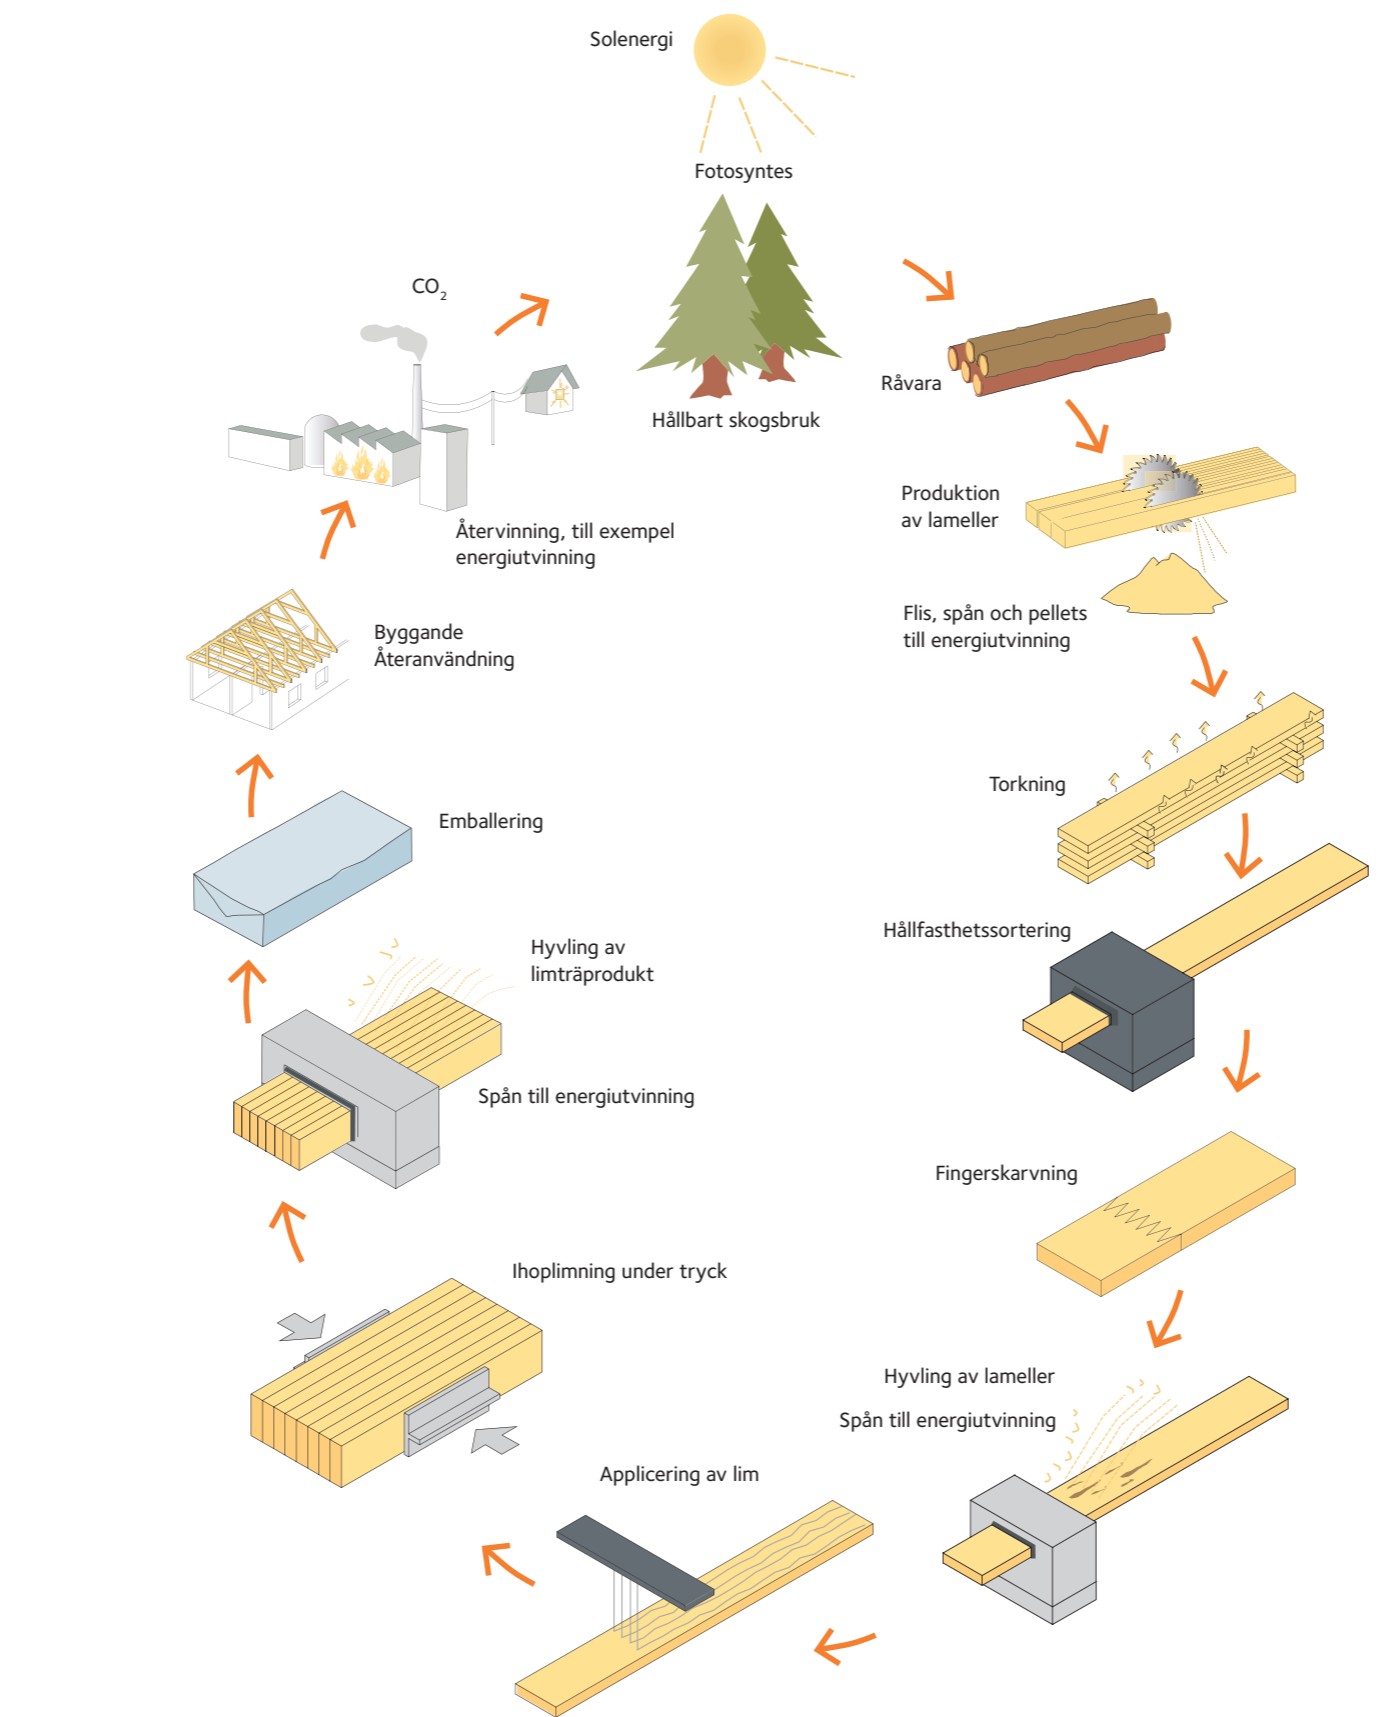 Solenergi
Fotosyntes
Hållbart skogsbruk
Råvara
Produktion
av lameller
Flis, spån och pellets
till energiutvinning
Torkning
Hållfasthetssortering
Fingerskarvning
Hyvling av lameller
Spån till energiutvinning
Applicering av lim
Ihoplimning under tryck
Hyvling av
limträprodukt
Spån till energiutvinning
Emballering
Byggande
Återanvändning
Återvinning, till exempel
energiutvinning
CO₂